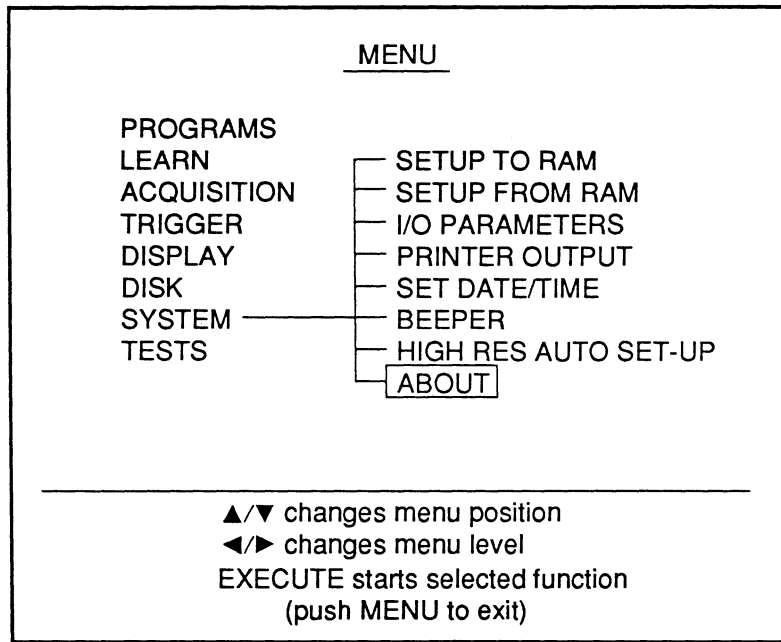 MENU
PROGRAMS
LEARN
ACQUISITION
TRIGGER
DISPLAY
DISK
SYSTEM
TESTS
SETUP TO RAM
SETUP FROM RAM
I/O PARAMETERS
PRINTER OUTPUT
SET DATE/TIME
BEEPER
HIGH RES AUTO SET-UP
ABOUT
▲/▼ changes menu position
◄/► changes menu level
EXECUTE starts selected function
(push MENU to exit)